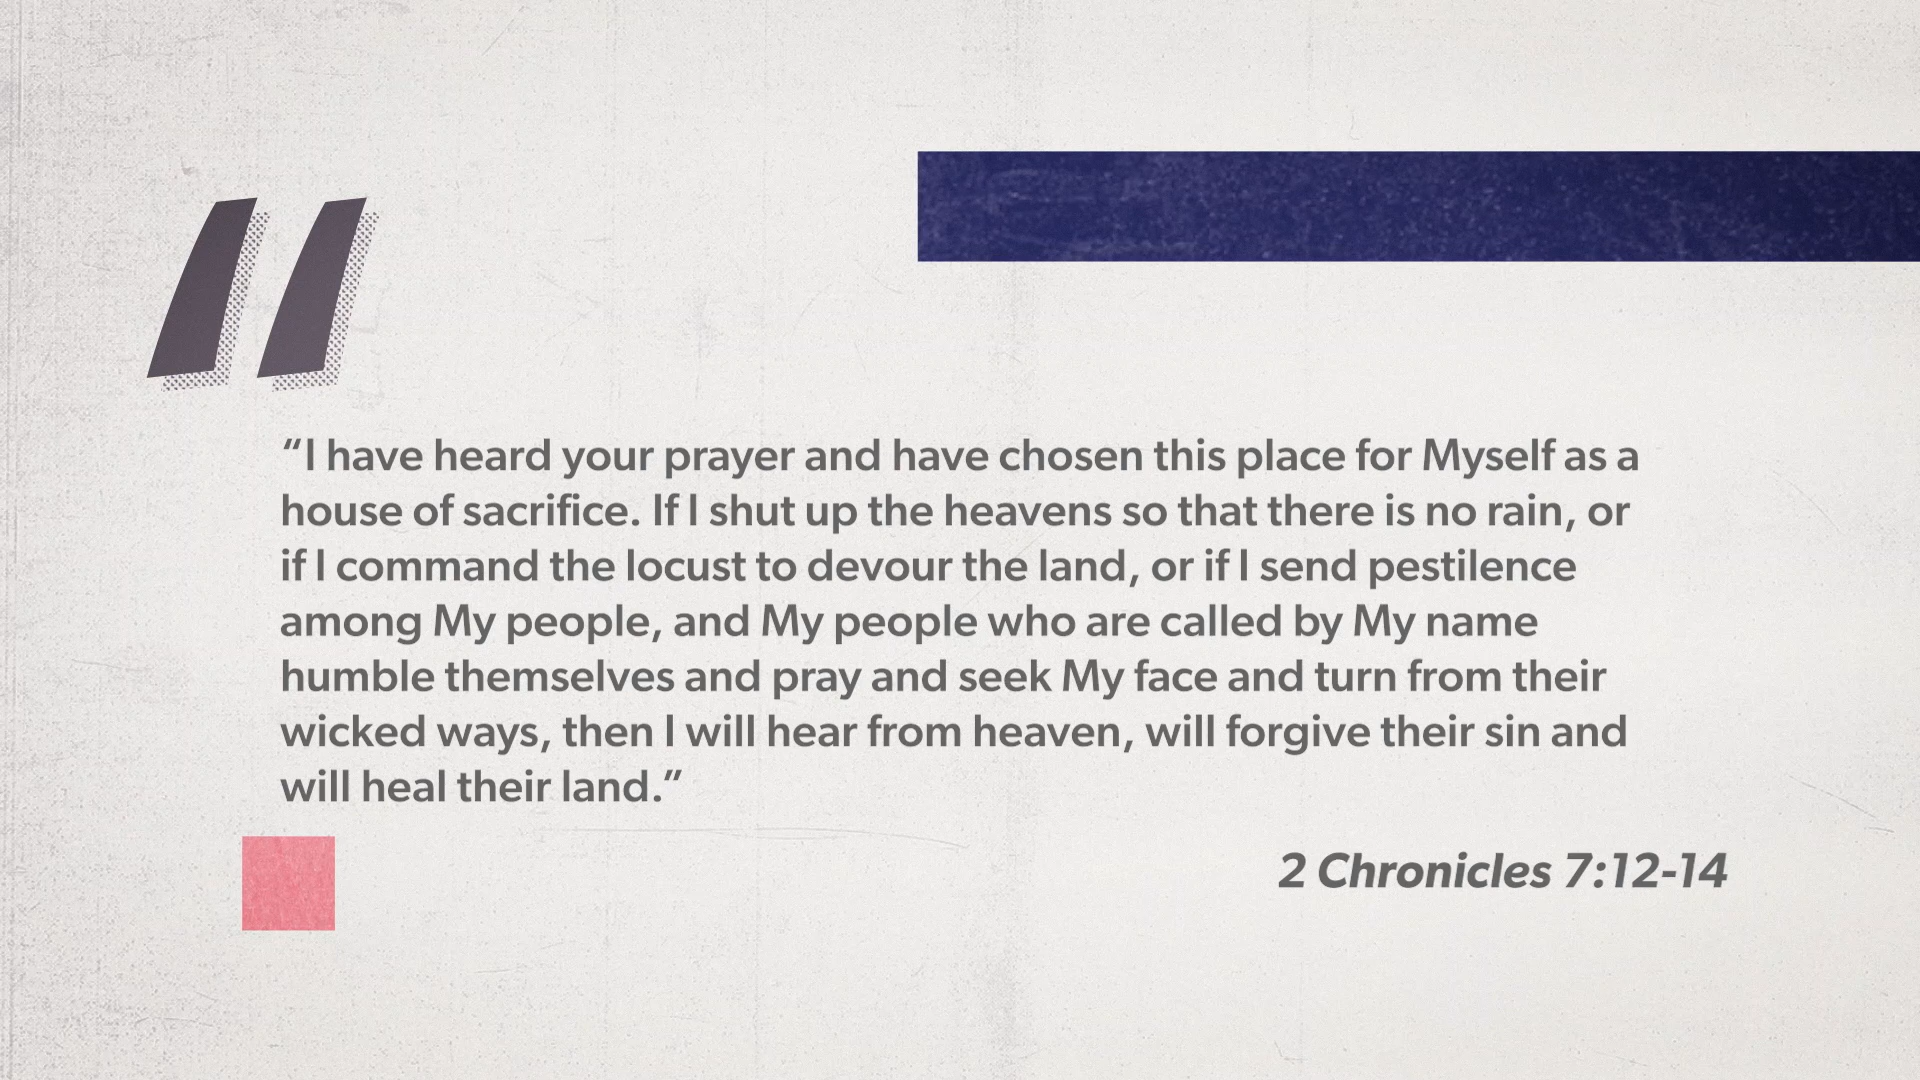 “I have heard your prayer and have chosen this place for Myself as a
house of sacrifice. If I shut up the heavens so that there is no rain, or
if I command the locust to devour the land, or if I send pestilence
among My people, and My people who are called by My name
humble themselves and pray and seek My face and turn from their
wicked ways, then I will hear from heaven, will forgive their sin and
will heal their land.”
2 Chronicles 7:12-14